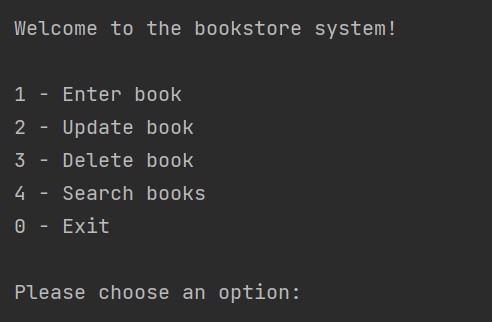 Welcome to the bookstore system!
1 - Enter book
2 - Update book
3 - Delete book
4 - Search books
0 - Exit
Please choose an option: